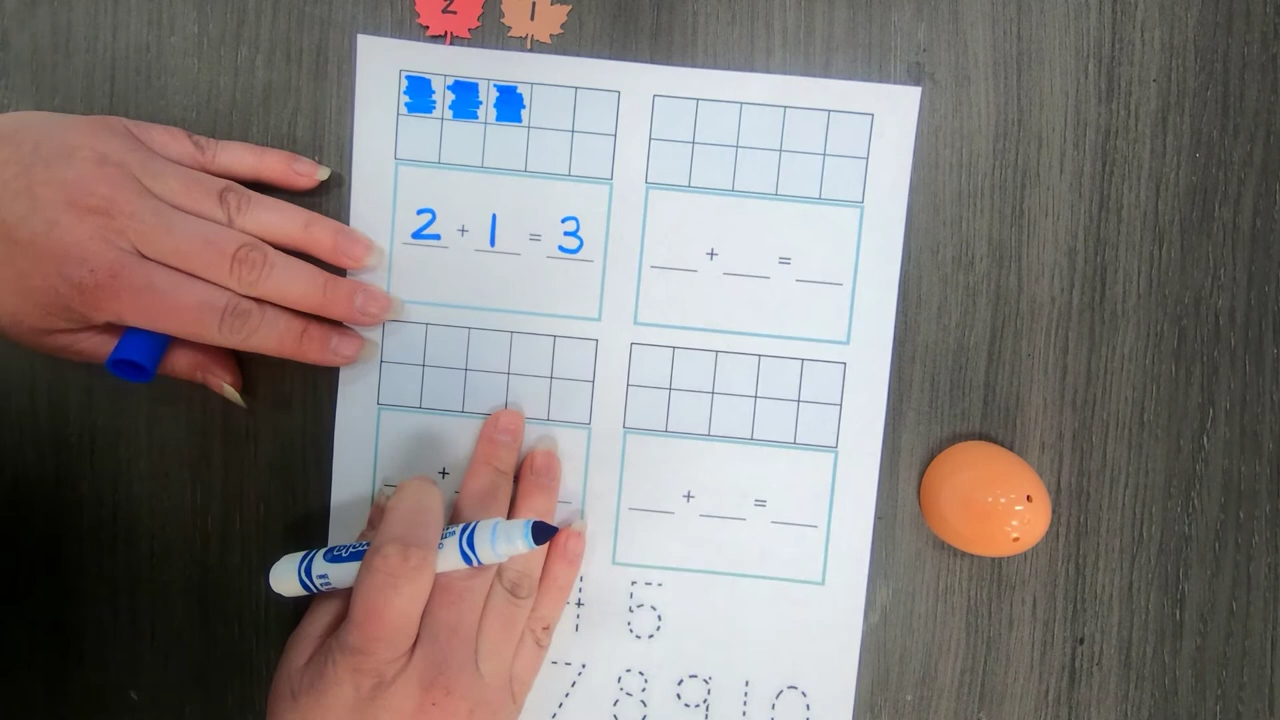 2 1
2 + 1 = 3
+ =
+
+ =
4 5
7 8 9 10